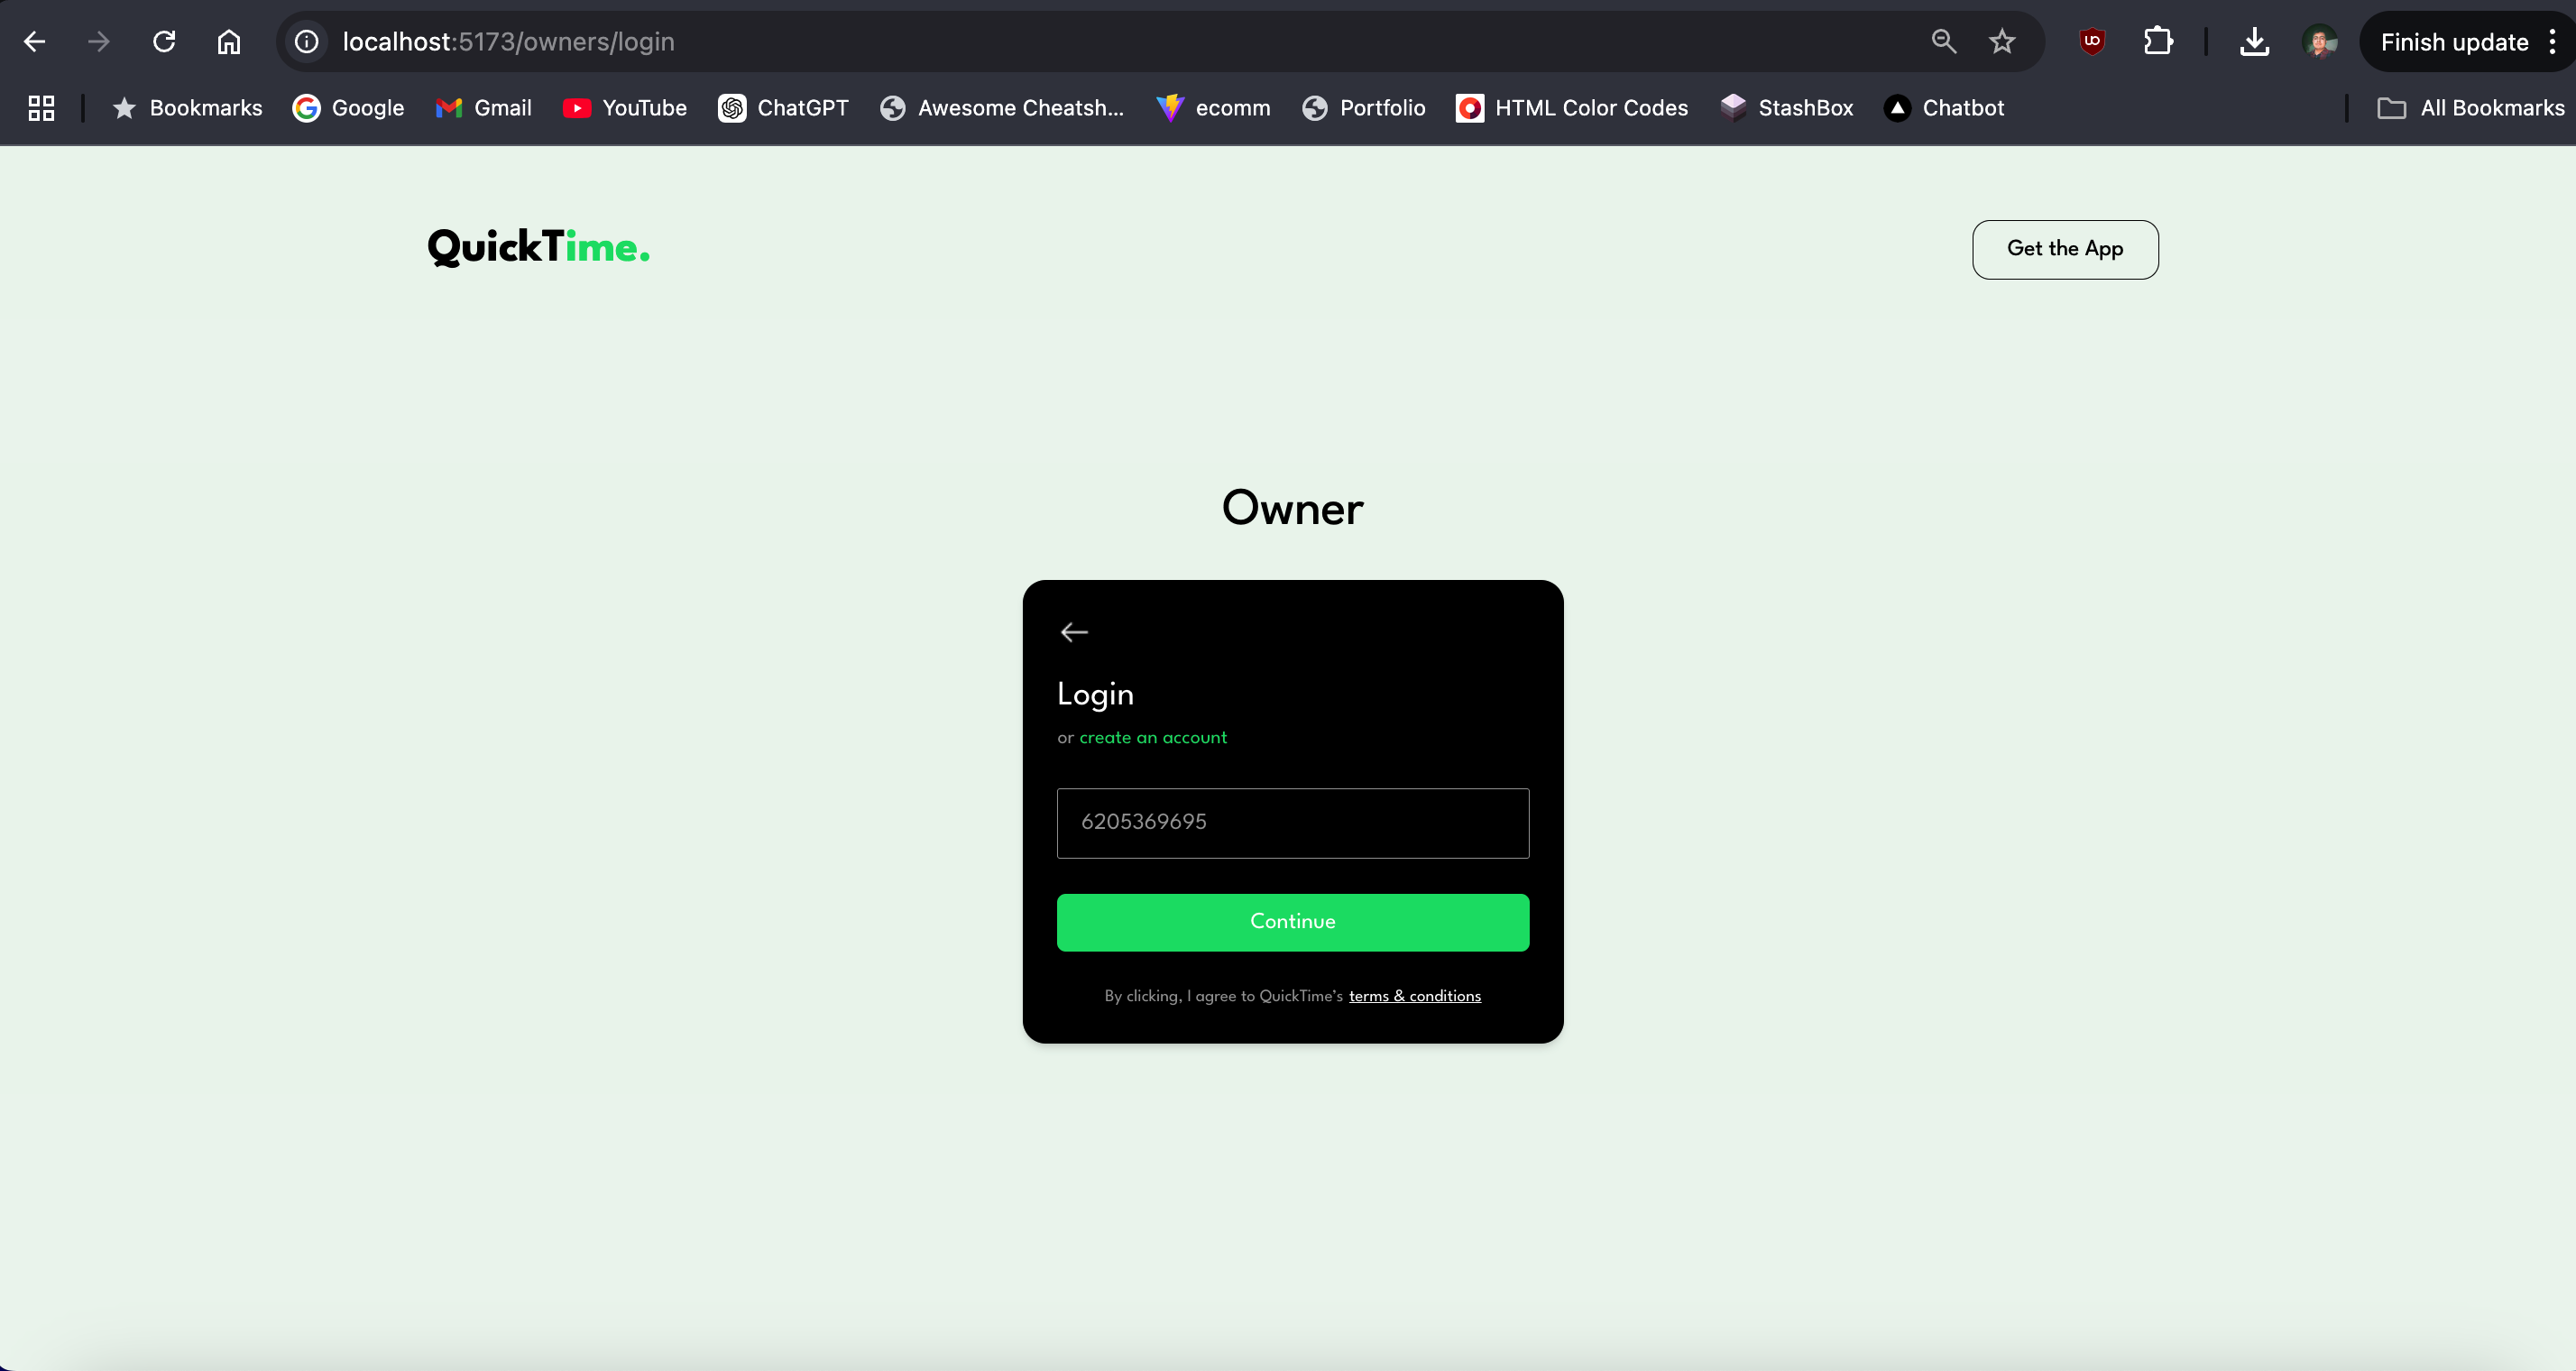 localhost:5173/owners/login
Finish update
Bookmarks Google Gmail YouTube ChatGPT Awesome Cheatsh... ecomm Portfolio HTML Color Codes StashBox Chatbot All Bookmarks
QuickTime.
Get the App
Owner
Login
or create an account
6205369695
Continue
By clicking, I agree to QuickTime’s terms & conditions